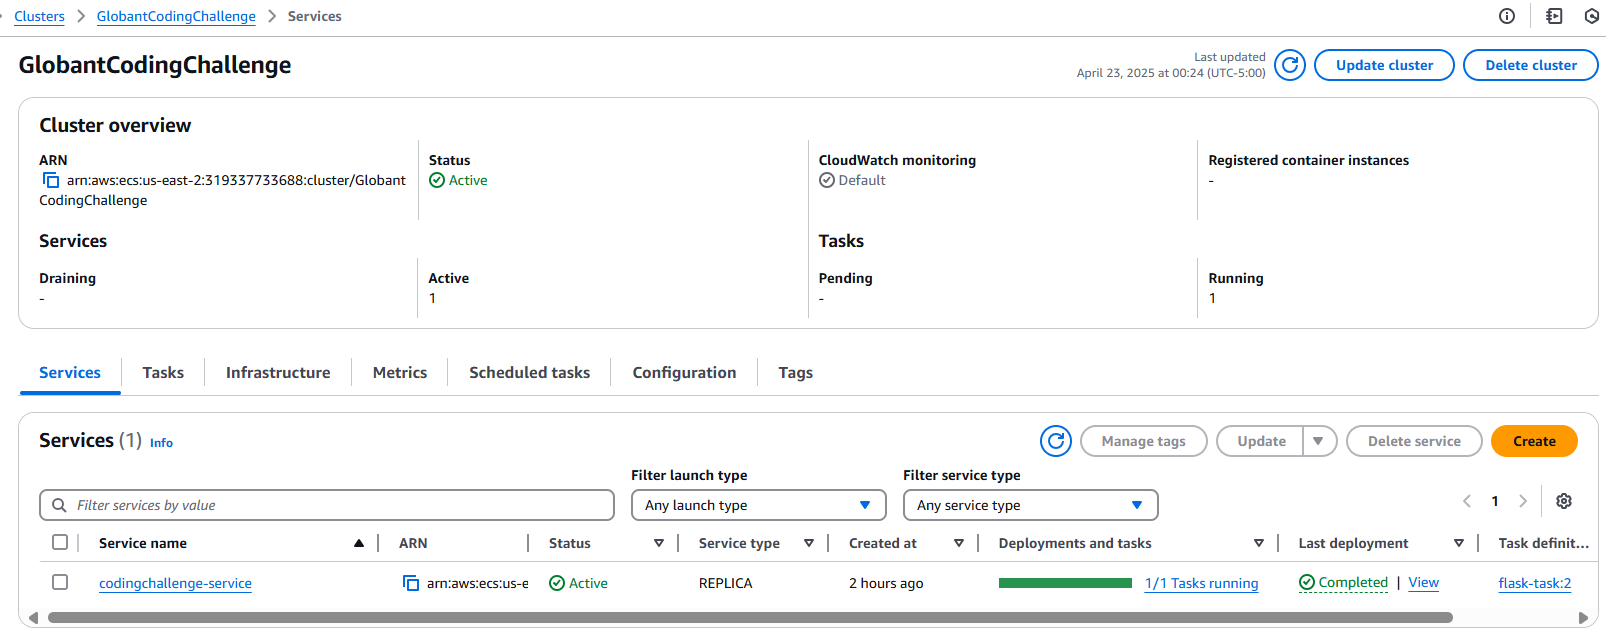 Clusters > GlobantCodingChallenge > Services
GlobantCodingChallenge
Last updated
April 23, 2025 at 00:24 (UTC-5:00)
Update cluster
Delete cluster
Cluster overview
ARN
arn:aws:ecs:us-east-2:319337733688:cluster/Globant
CodingChallenge
Status
Active
CloudWatch monitoring
Default
Registered container instances
-
Services
Tasks
Draining
-
Active
1
Pending
-
Running
1
Services Tasks Infrastructure Metrics Scheduled tasks Configuration Tags
Services (1) Info
Manage tags Update Delete service Create
Filter launch type
Filter service type
Filter services by value
Any launch type
Any service type
1
Service name ARN Status Service type Created at Deployments and tasks Last deployment Task definit...
codingchallenge-service arn:aws:ecs:us-e Active REPLICA 2 hours ago 1/1 Tasks running Completed | View flask-task:2